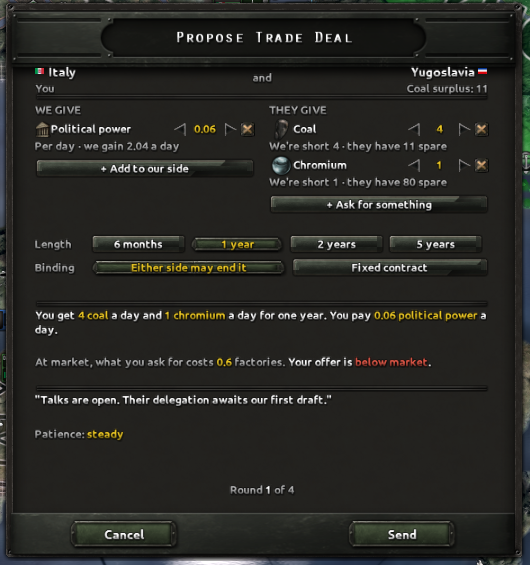 PROPOSE TRADE DEAL
Italy
and
Yugoslavia
You
Coal surplus: 11
WE GIVE
Political power
0.06
Per day · we gain 2.04 a day
+ Add to our side
THEY GIVE
Coal
4
We're short 4 · they have 11 spare
Chromium
1
We're short 1 · they have 80 spare
+ Ask for something
Length
6 months
1 year
2 years
5 years
Binding
Either side may end it
Fixed contract
You get 4 coal a day and 1 chromium a day for one year. You pay 0.06 political power a
day.
At market, what you ask for costs 0.6 factories. Your offer is below market.
"Talks are open. Their delegation awaits our first draft."
Patience: steady
Round 1 of 4
Cancel
Send